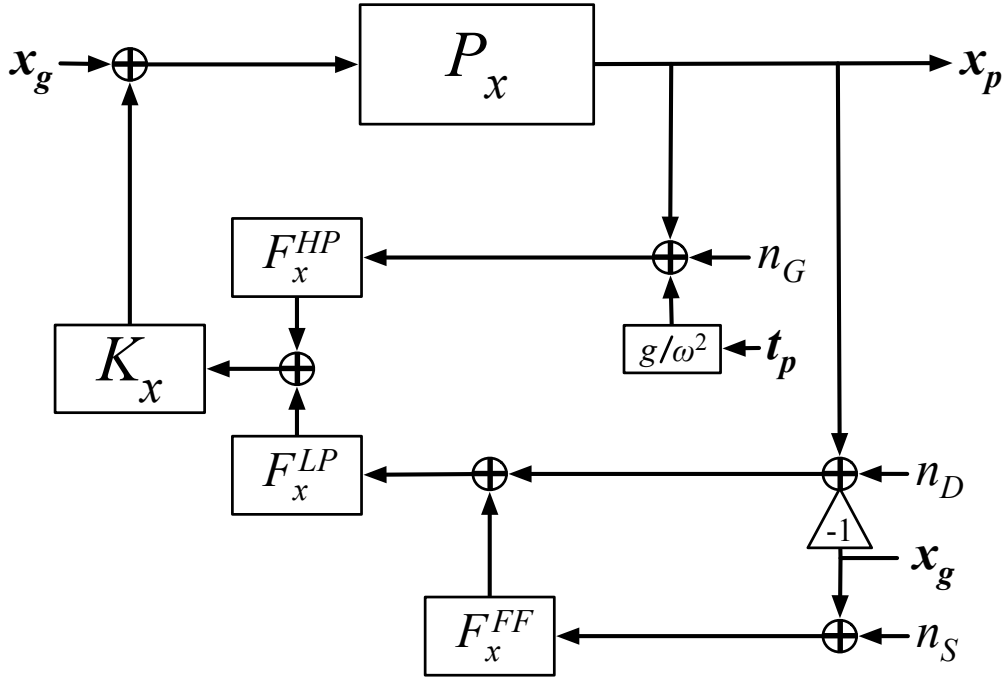 x_g
P_x
x_p
F_x^{HP}
n_G
K_x
g/ω²
t_p
F_x^{LP}
n_D
-1
x_g
F_x^{FF}
n_S